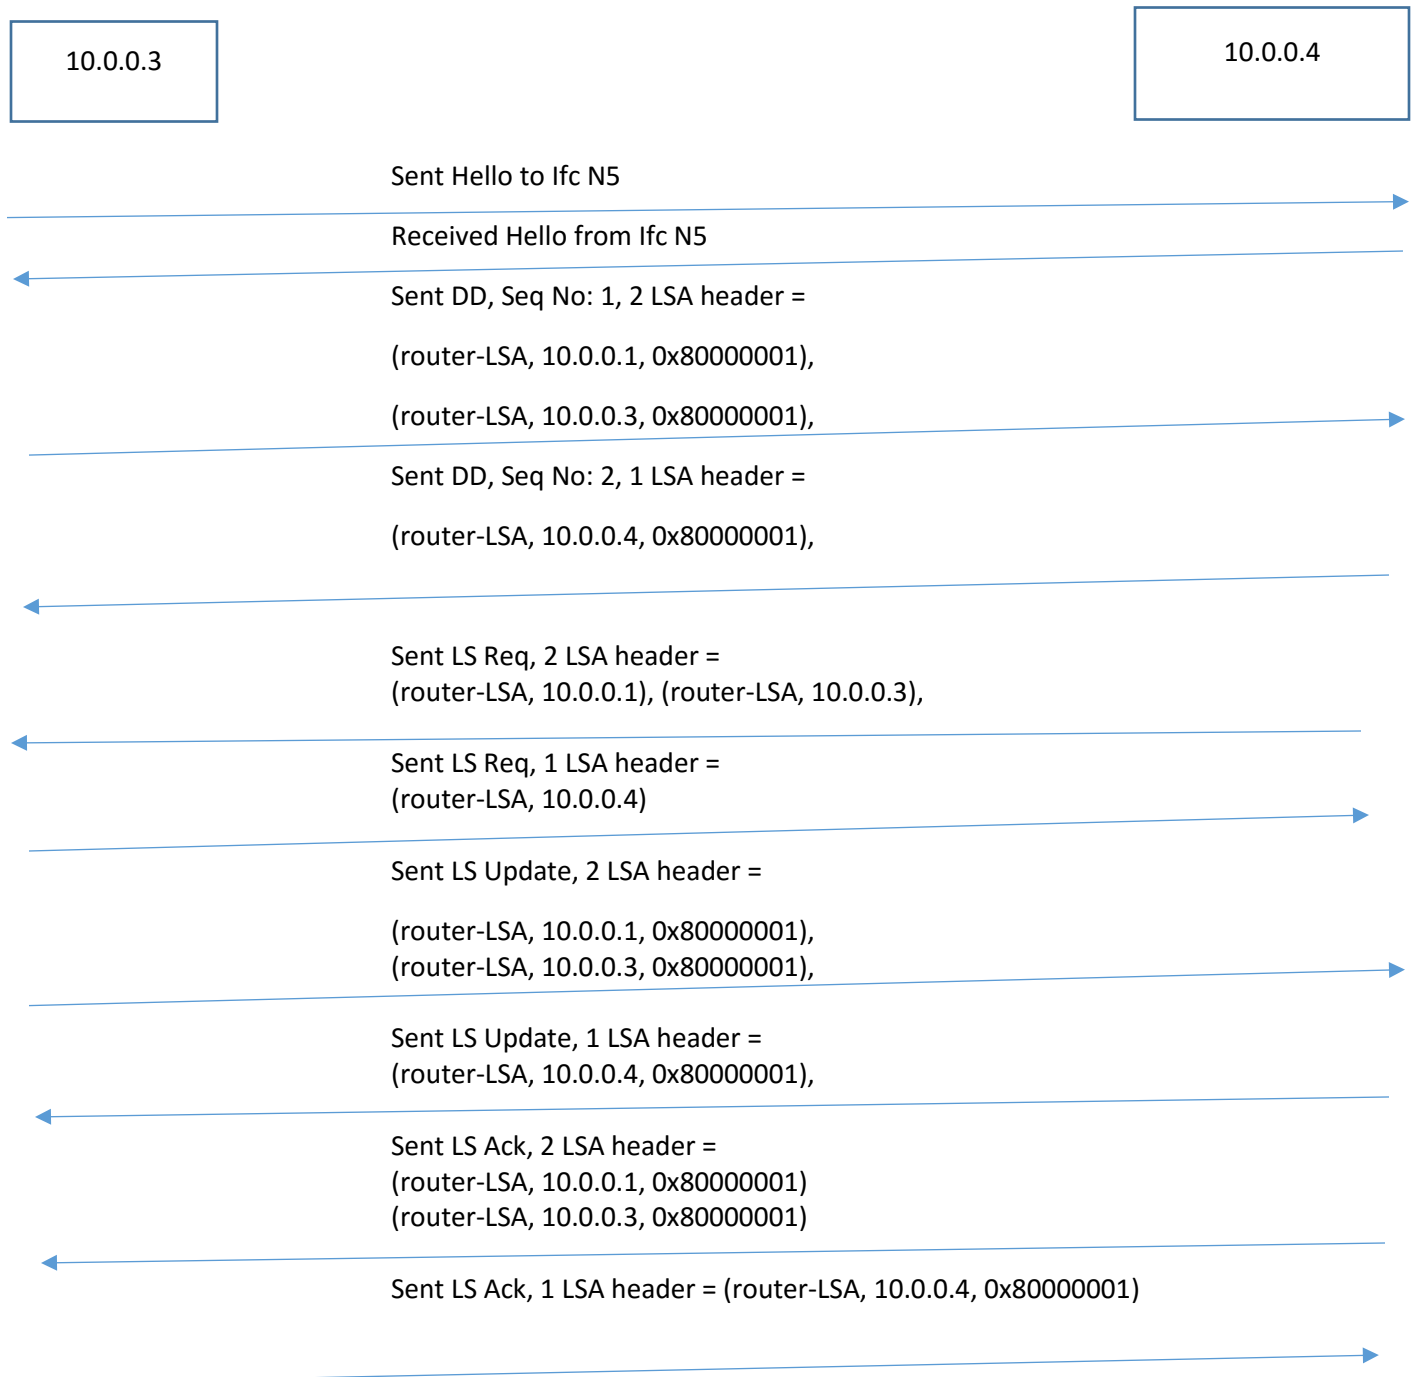 10.0.0.3
10.0.0.4
Sent Hello to Ifc N5
Received Hello from Ifc N5
Sent DD, Seq No: 1, 2 LSA header =
(router-LSA, 10.0.0.1, 0x80000001),
(router-LSA, 10.0.0.3, 0x80000001),
Sent DD, Seq No: 2, 1 LSA header =
(router-LSA, 10.0.0.4, 0x80000001),
Sent LS Req, 2 LSA header =
(router-LSA, 10.0.0.1), (router-LSA, 10.0.0.3),
Sent LS Req, 1 LSA header =
(router-LSA, 10.0.0.4)
Sent LS Update, 2 LSA header =
(router-LSA, 10.0.0.1, 0x80000001),
(router-LSA, 10.0.0.3, 0x80000001),
Sent LS Update, 1 LSA header =
(router-LSA, 10.0.0.4, 0x80000001),
Sent LS Ack, 2 LSA header =
(router-LSA, 10.0.0.1, 0x80000001)
(router-LSA, 10.0.0.3, 0x80000001)
Sent LS Ack, 1 LSA header = (router-LSA, 10.0.0.4, 0x80000001)